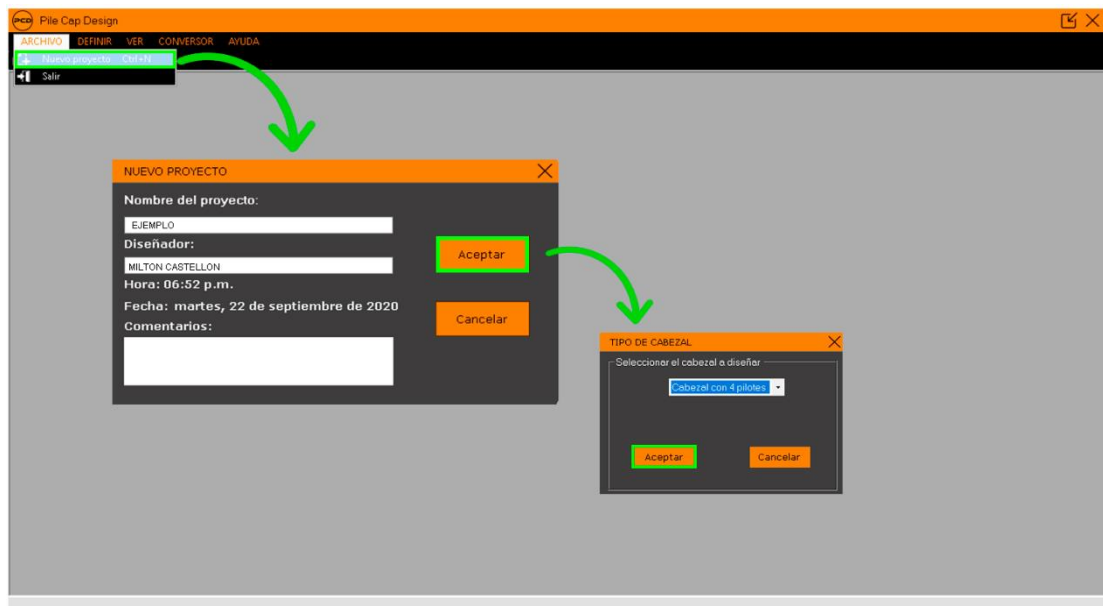 PCD Pile Cap Design
ARCHIVO DEFINIR VER CONVERSOR AYUDA
Nuevo proyecto Ctrl+N
Salir
NUEVO PROYECTO
Nombre del proyecto:
EJEMPLO
Diseñador:
MILTON CASTELLON
Hora: 06:52 p.m.
Fecha: martes, 22 de septiembre de 2020
Comentarios:
Aceptar
Cancelar
TIPO DE CABEZAL
Seleccionar el cabezal a diseñar
Cabezal con 4 pilotes
Aceptar Cancelar